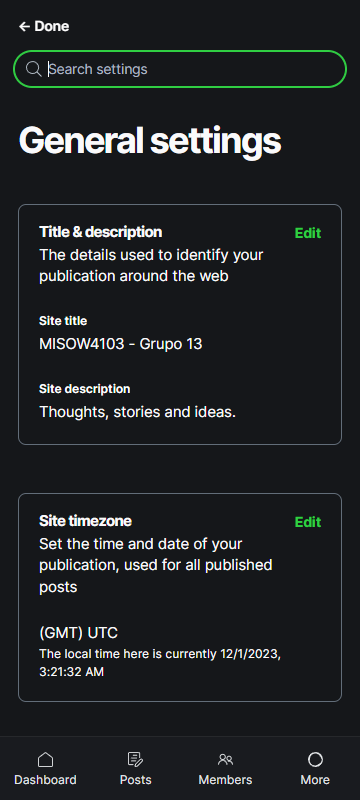 ← Done
Search settings
General settings
Title & description
Edit
The details used to identify your
publication around the web
Site title
MISOW4103 - Grupo 13
Site description
Thoughts, stories and ideas.
Site timezone
Edit
Set the time and date of your
publication, used for all published
posts
(GMT) UTC
The local time here is currently 12/1/2023,
3:21:32 AM
Dashboard
Posts
Members
More